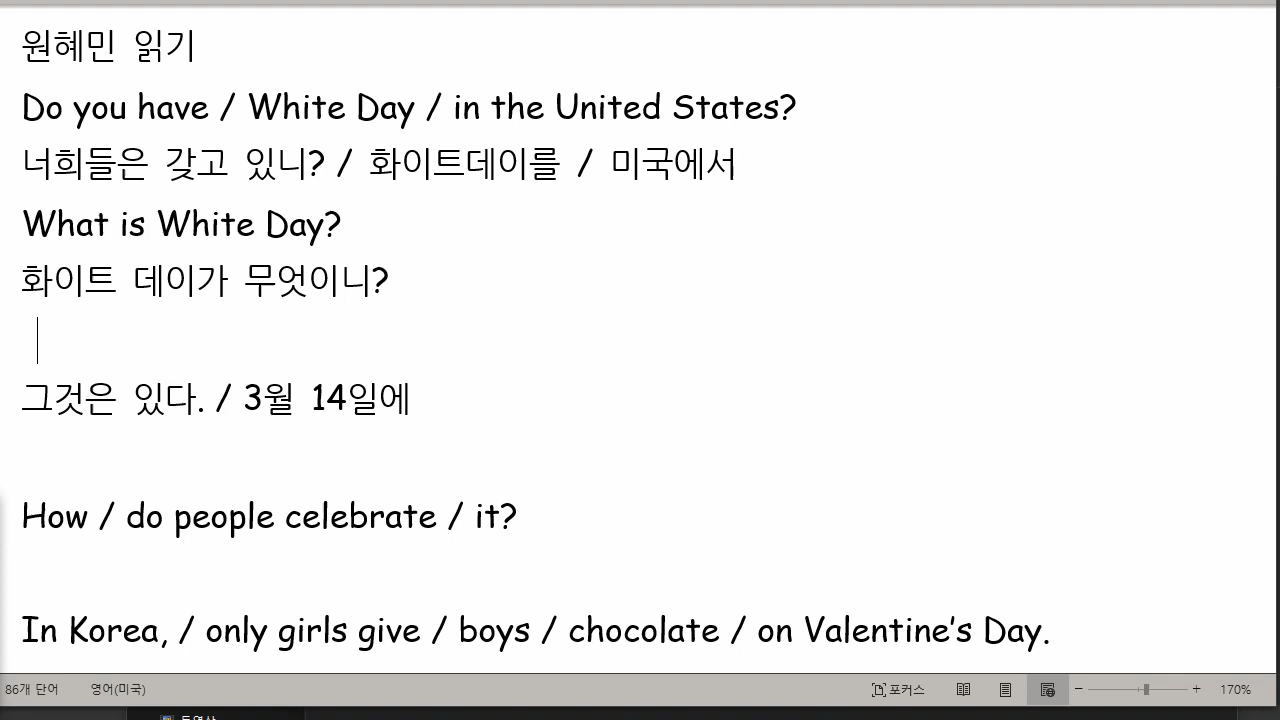 원혜민 읽기
Do you have / White Day / in the United States?
너희들은 갖고 있니? / 화이트데이를 / 미국에서
What is White Day?
화이트 데이가 무엇이니?
그것은 있다. / 3월 14일에
How / do people celebrate / it?
In Korea, / only girls give / boys / chocolate / on Valentine’s Day.
86개 단어 영어(미국) 포커스 170%